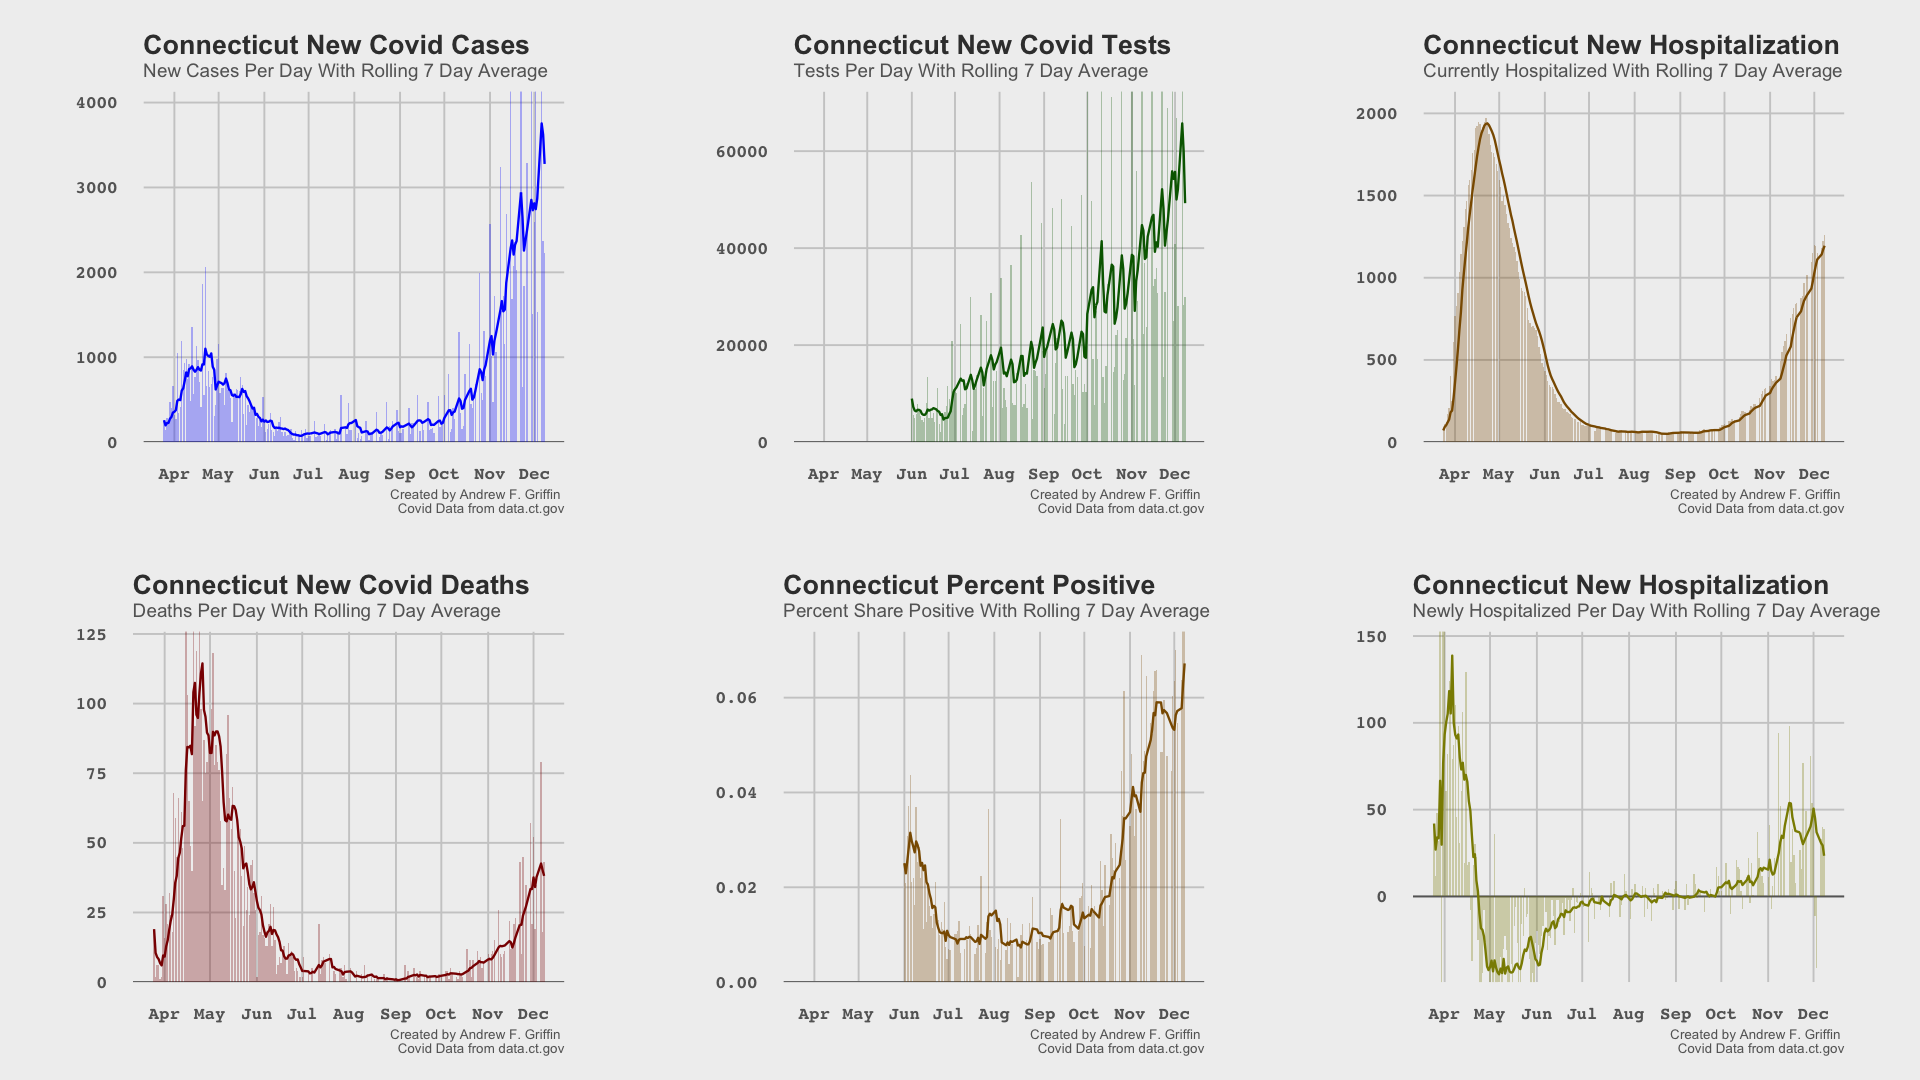 Connecticut New Covid Cases
New Cases Per Day With Rolling 7 Day Average
4000
3000
2000
1000
0
Apr May Jun Jul Aug Sep Oct Nov Dec
Created by Andrew F. Griffin
Covid Data from data.ct.gov
Connecticut New Covid Tests
Tests Per Day With Rolling 7 Day Average
60000
40000
20000
0
Apr May Jun Jul Aug Sep Oct Nov Dec
Created by Andrew F. Griffin
Covid Data from data.ct.gov
Connecticut New Hospitalization
Currently Hospitalized With Rolling 7 Day Average
2000
1500
1000
500
0
Apr May Jun Jul Aug Sep Oct Nov Dec
Created by Andrew F. Griffin
Covid Data from data.ct.gov
Connecticut New Covid Deaths
Deaths Per Day With Rolling 7 Day Average
125
100
75
50
25
0
Apr May Jun Jul Aug Sep Oct Nov Dec
Created by Andrew F. Griffin
Covid Data from data.ct.gov
Connecticut Percent Positive
Percent Share Positive With Rolling 7 Day Average
0.06
0.04
0.02
0.00
Apr May Jun Jul Aug Sep Oct Nov Dec
Created by Andrew F. Griffin
Covid Data from data.ct.gov
Connecticut New Hospitalization
Newly Hospitalized Per Day With Rolling 7 Day Average
150
100
50
0
Apr May Jun Jul Aug Sep Oct Nov Dec
Created by Andrew F. Griffin
Covid Data from data.ct.gov